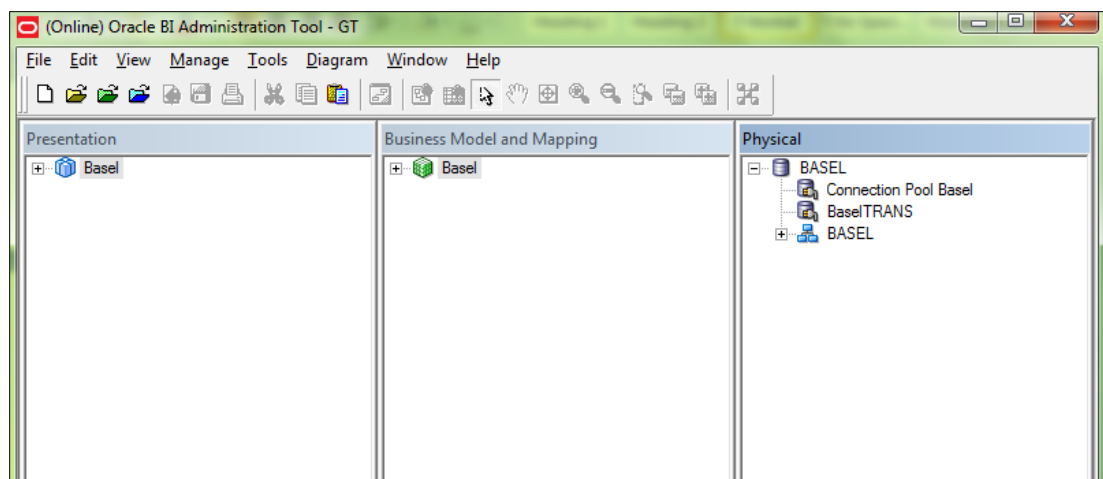 (Online) Oracle BI Administration Tool - GT
File Edit View Manage Tools Diagram Window Help
Presentation
Basel
Business Model and Mapping
Basel
Physical
BASEL
Connection Pool Basel
BaselTRANS
BASEL